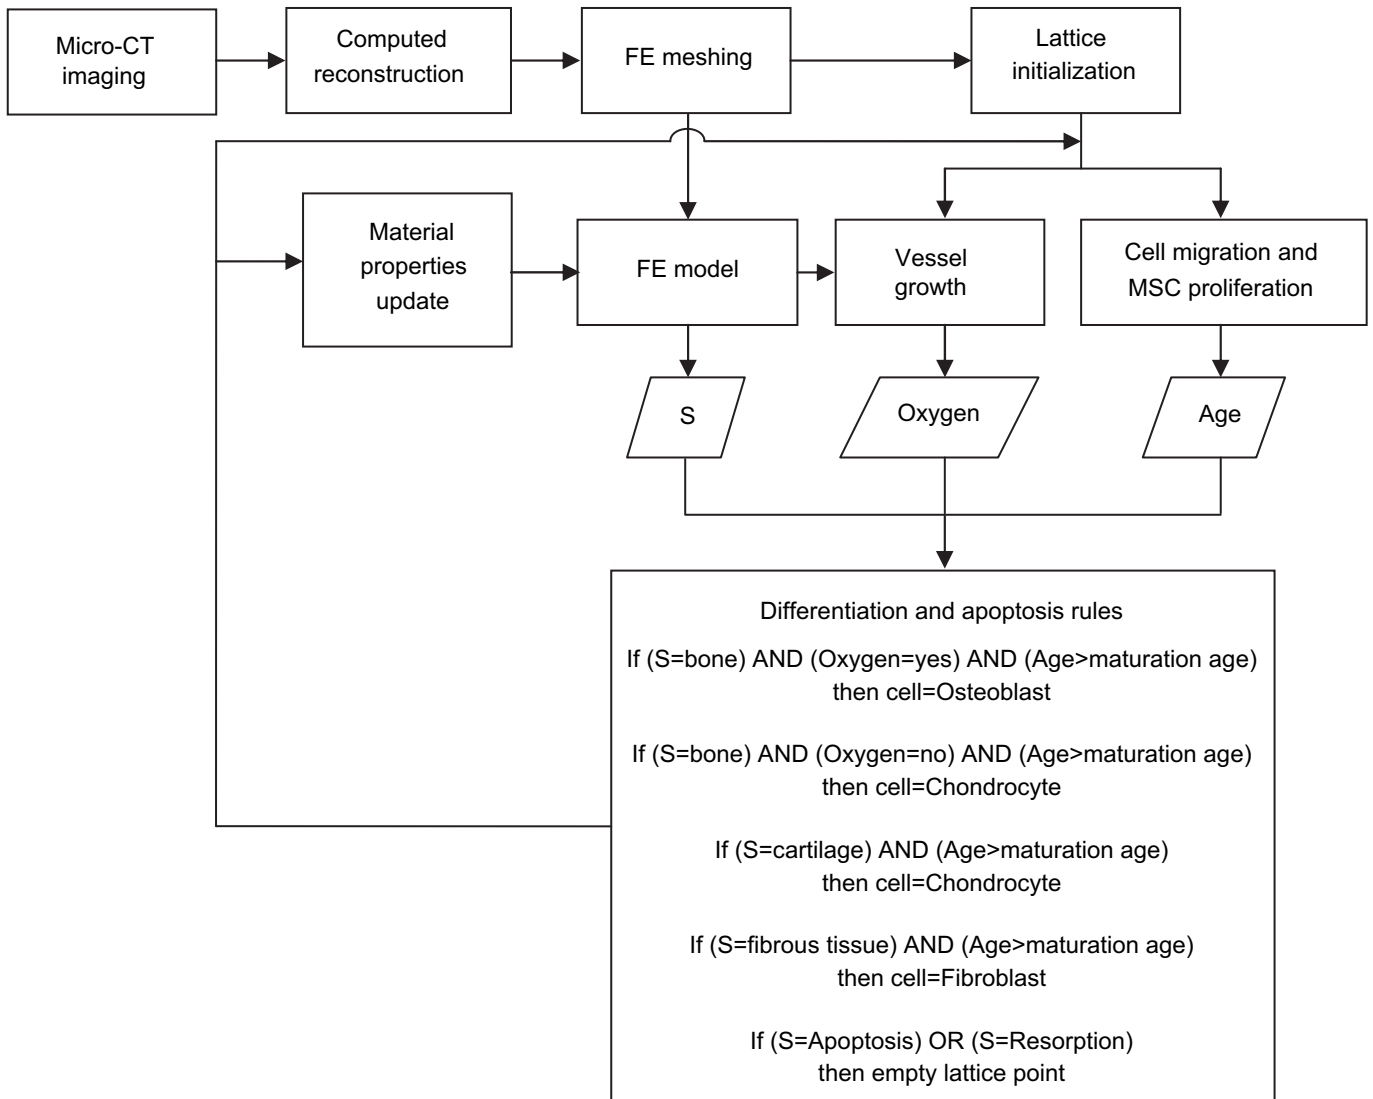 Micro-CT
imaging
Computed
reconstruction
FE meshing
Lattice
initialization
Material
properties
update
FE model
Vessel
growth
Cell migration and
MSC proliferation
S
Oxygen
Age
Differentiation and apoptosis rules
If (S=bone) AND (Oxygen=yes) AND (Age>maturation age)
then cell=Osteoblast
If (S=bone) AND (Oxygen=no) AND (Age>maturation age)
then cell=Chondrocyte
If (S=cartilage) AND (Age>maturation age)
then cell=Chondrocyte
If (S=fibrous tissue) AND (Age>maturation age)
then cell=Fibroblast
If (S=Apoptosis) OR (S=Resorption)
then empty lattice point